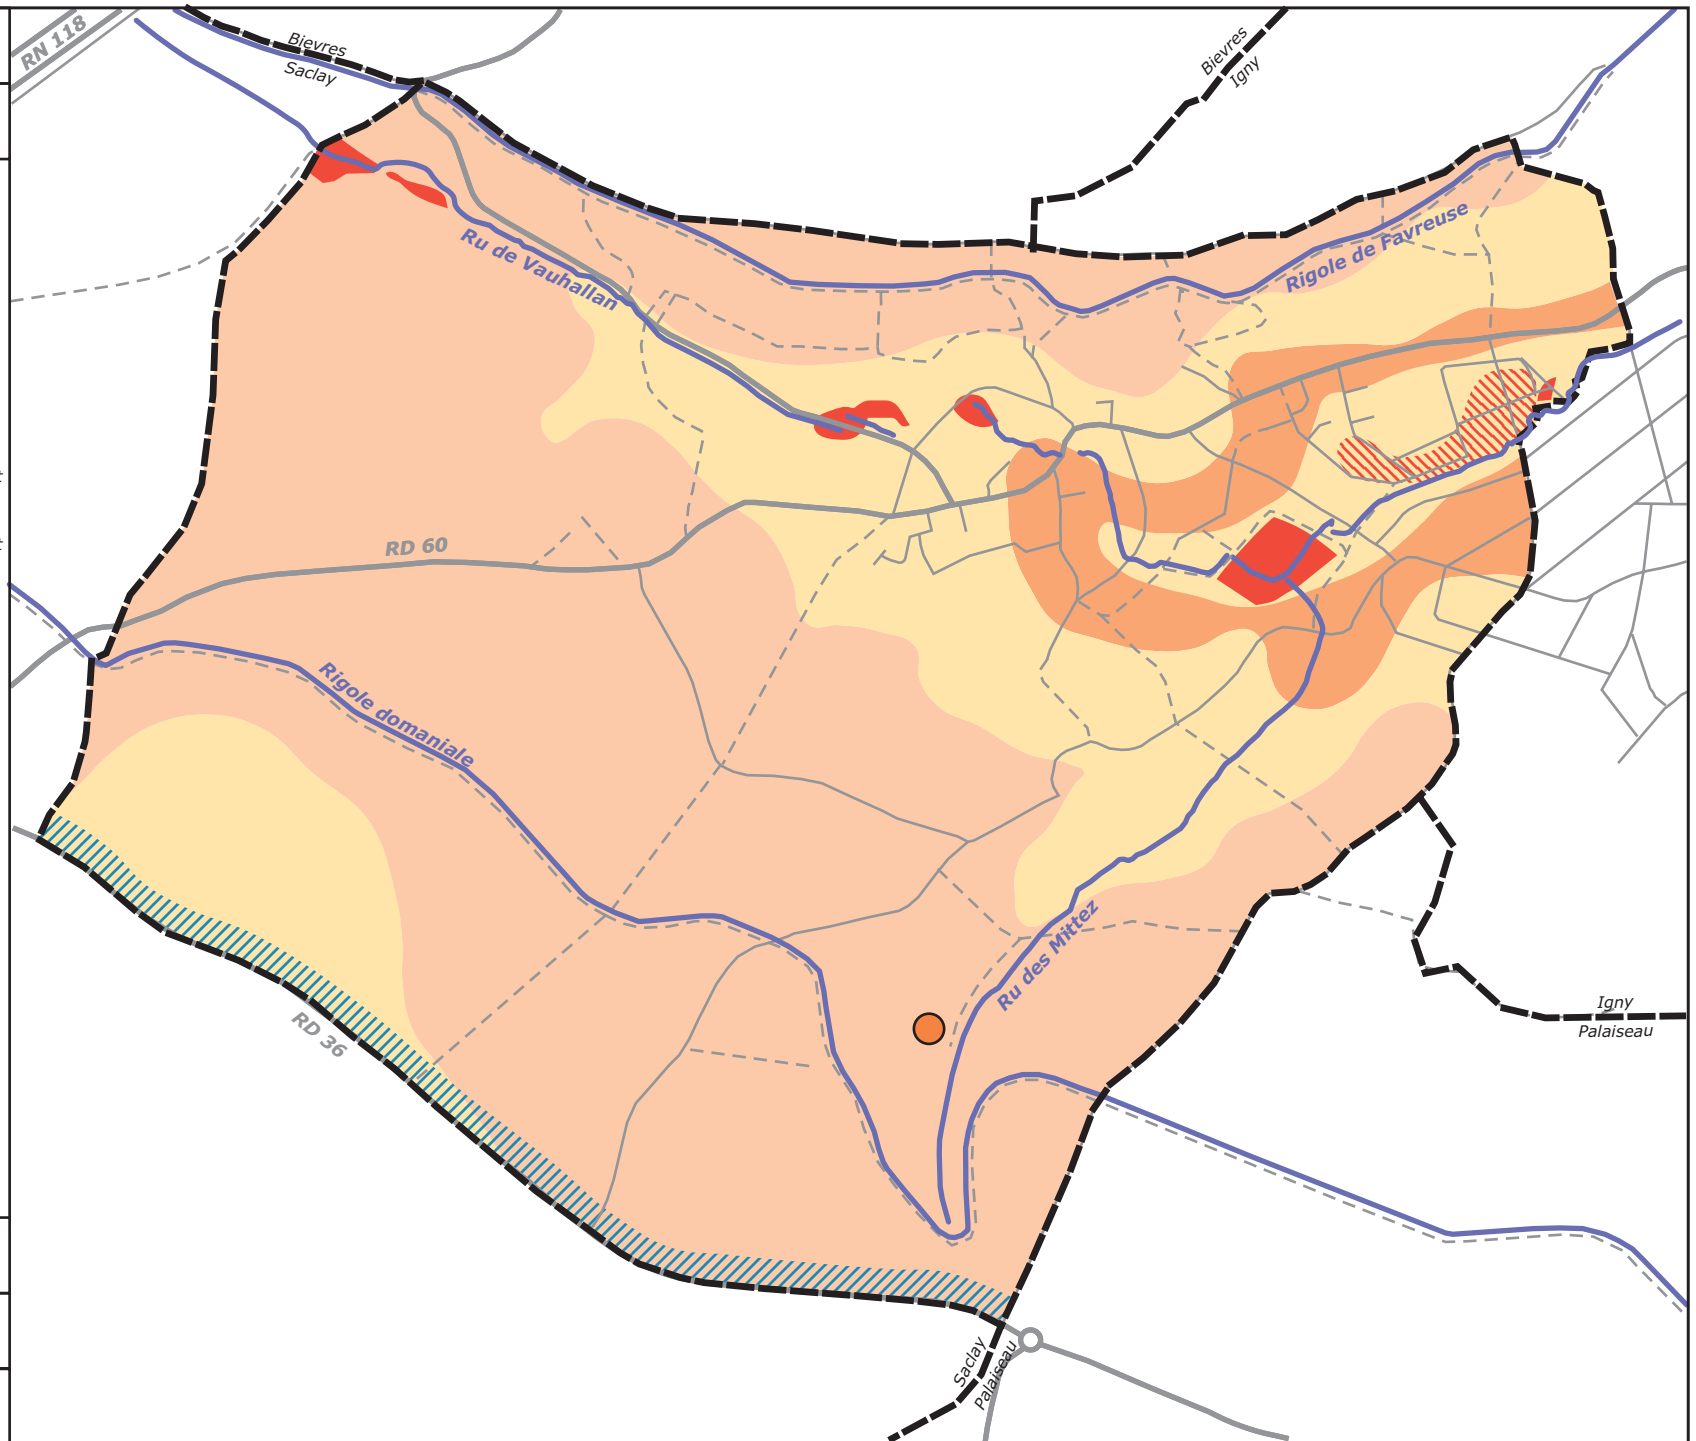 RN 118
Bievres
Saclay
Bievres
Igny
Ru de Vauhallan
Rigole de Favreuse
RD 60
Rigole domaniale
Ru des Mittez
RD 36
Igny
Palaiseau
Saclay
Palaiseau